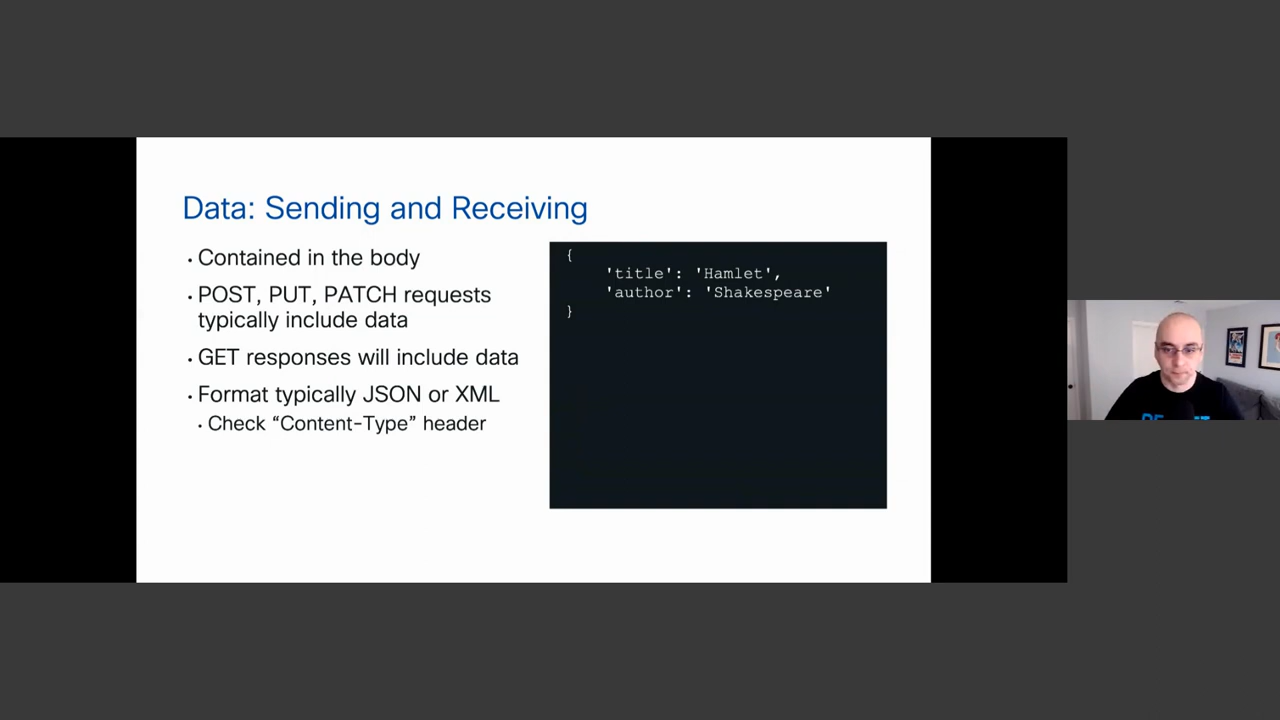 Data: Sending and Receiving
• Contained in the body
• POST, PUT, PATCH requests
typically include data
• GET responses will include data
• Format typically JSON or XML
• Check “Content-Type” header
{
'title': 'Hamlet',
'author': 'Shakespeare'
}